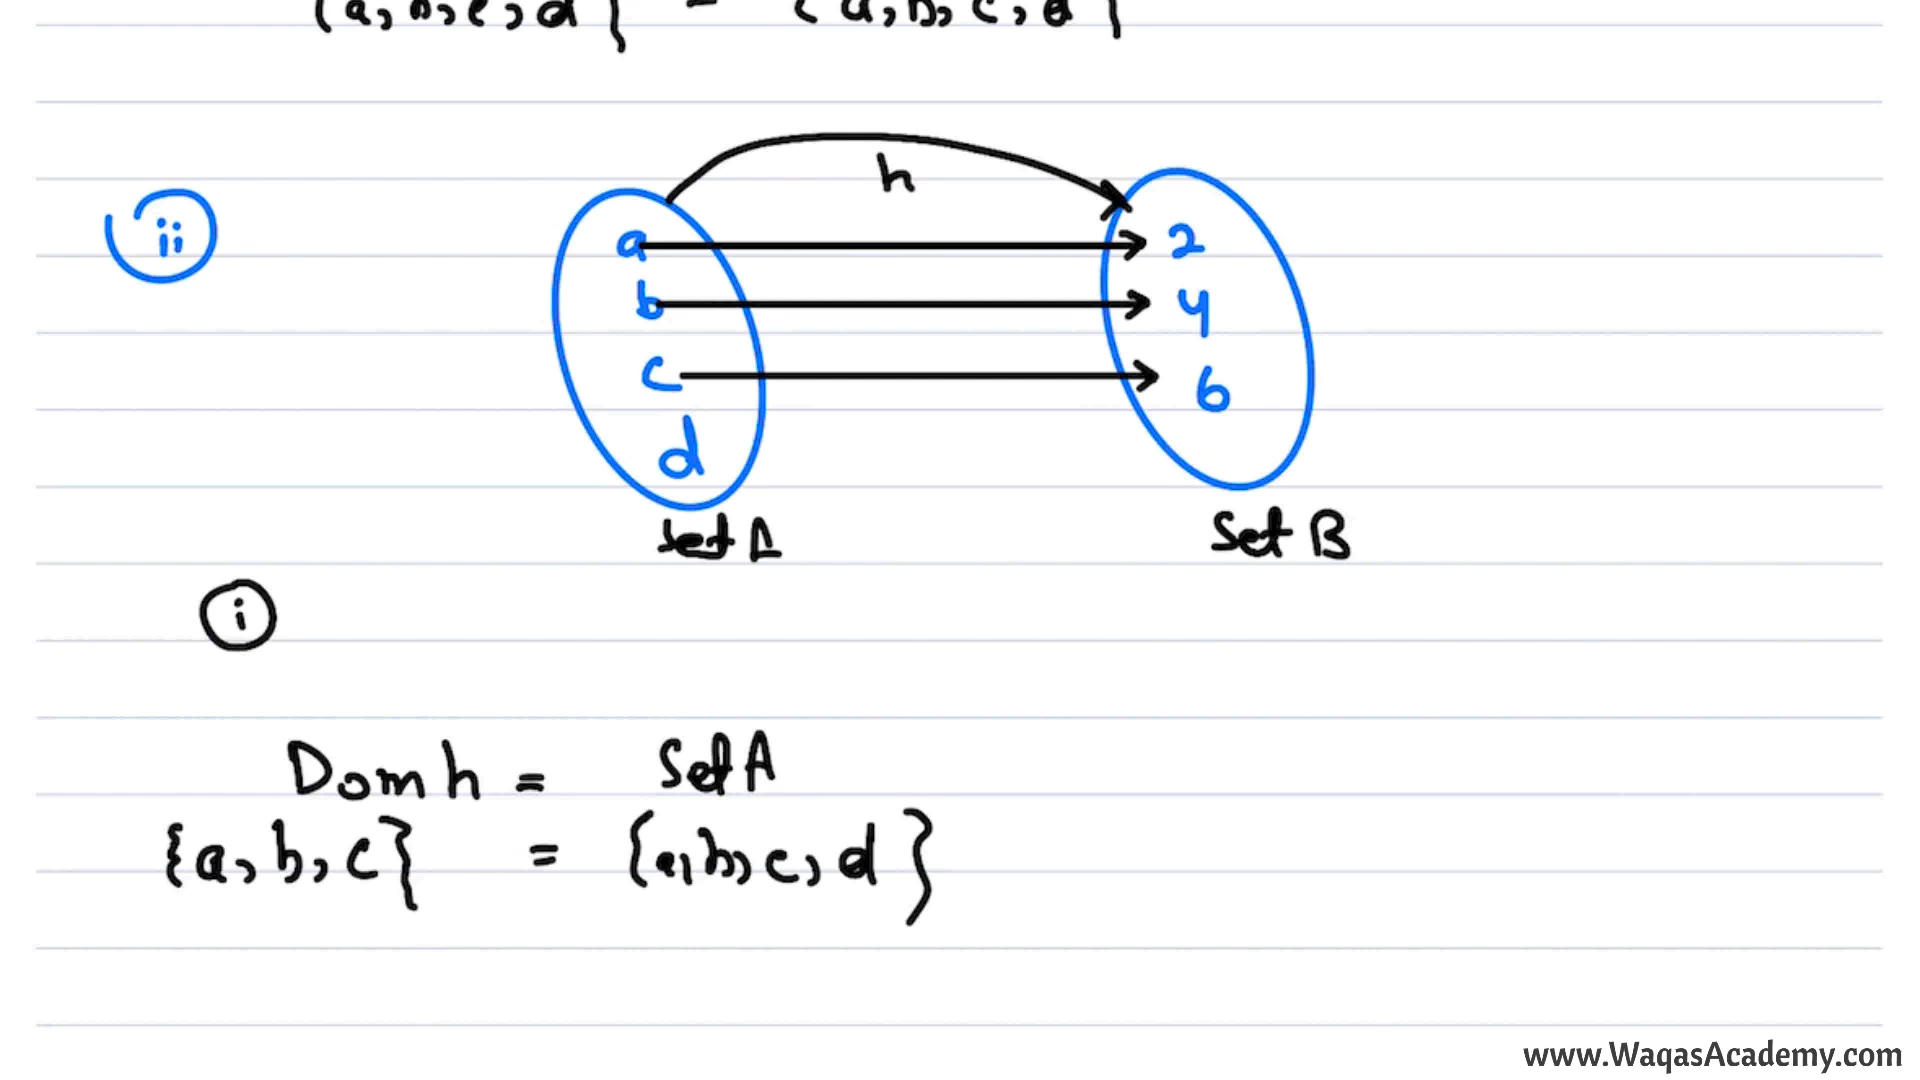 {a, b, c, d} = {a, b, c, d}
h
ii
a 2
b 4
c 6
d
Set A Set B
i
Dom h = Set A
{a, b, c} = {a, b, c, d}
www.WaqasAcademy.com